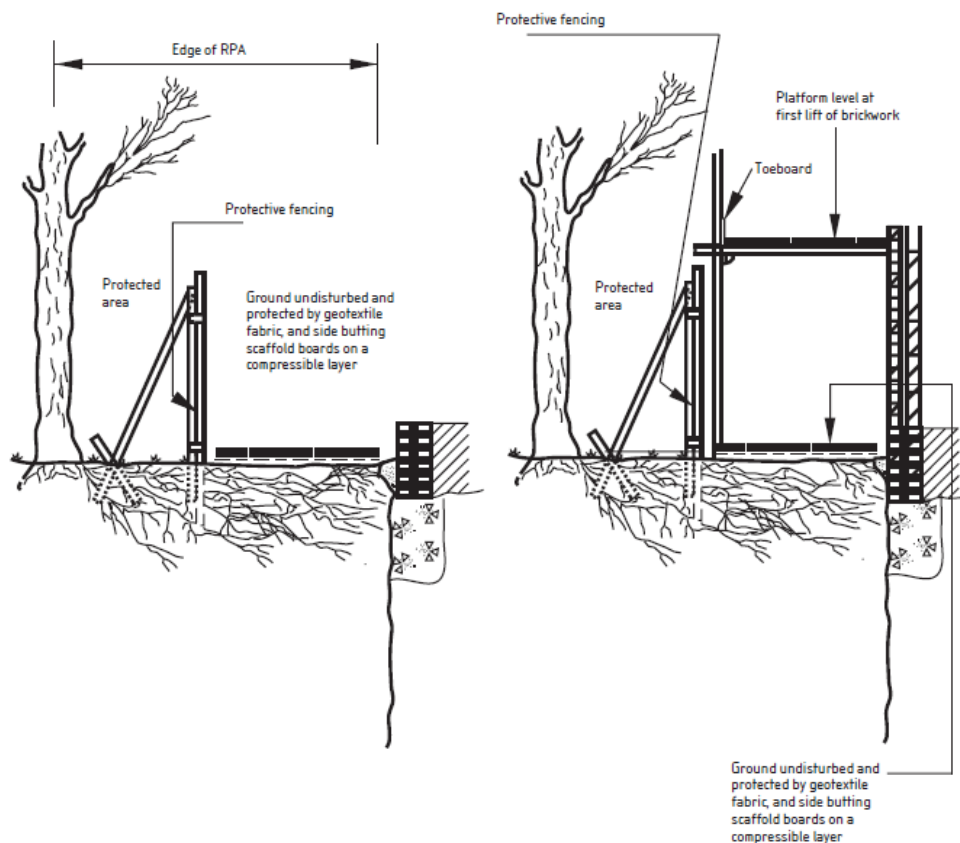 Edge of RPA
Protective fencing
Protected
area
Ground undisturbed and
protected by geotextile
fabric, and side butting
scaffold boards on a
compressible layer
Protective fencing
Platform level at
first lift of brickwork
Toeboard
Protected
area
Ground undisturbed and
protected by geotextile
fabric, and side butting
scaffold boards on a
compressible layer